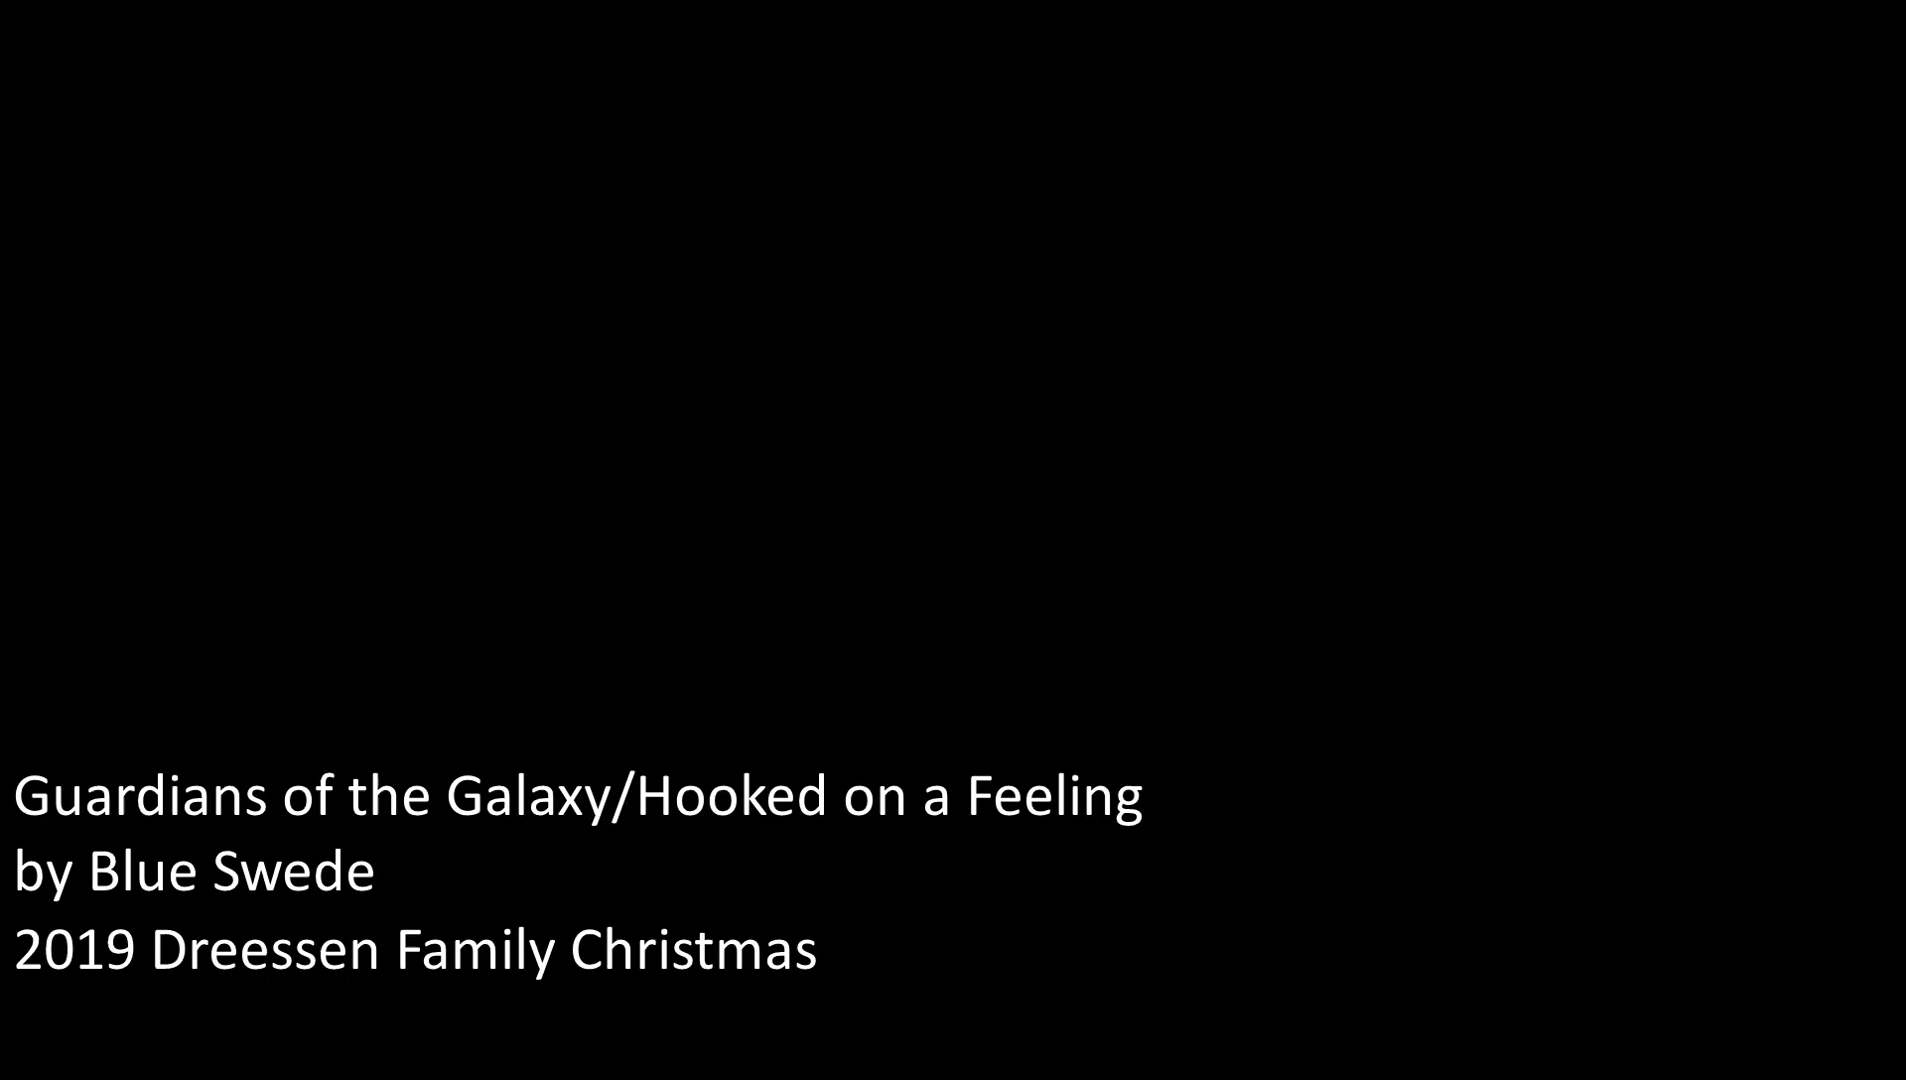 Guardians of the Galaxy/Hooked on a Feeling
by Blue Swede
2019 Dreessen Family Christmas